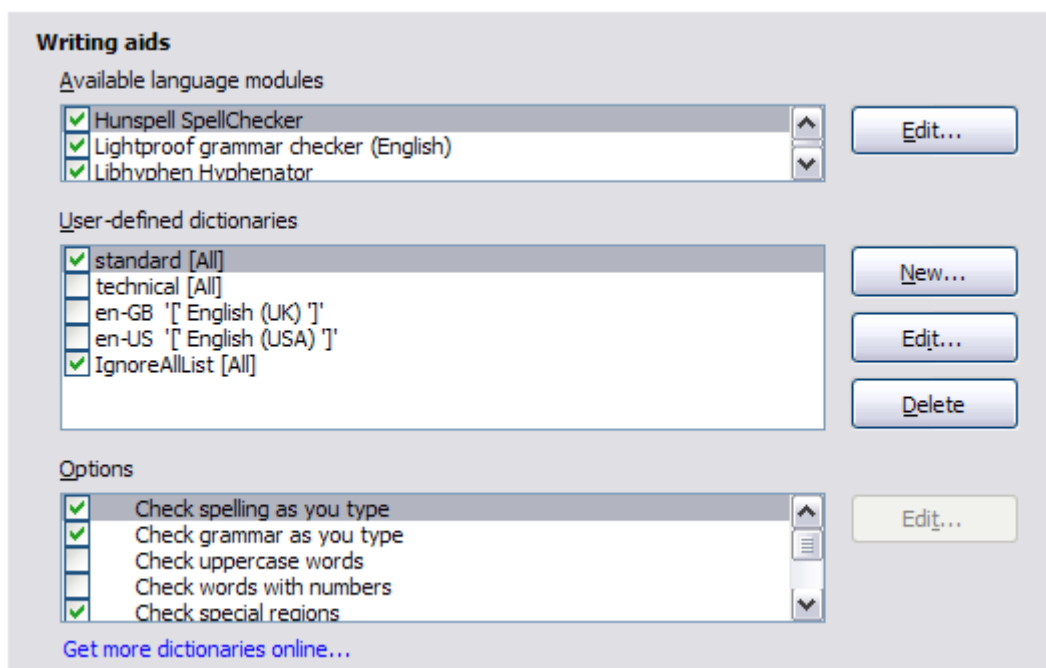 Writing aids
Available language modules
Hunspell SpellChecker
Lightproof grammar checker (English)
Libhyphen Hyphenator
Edit...
User-defined dictionaries
standard [All]
technical [All]
en-GB '[' English (UK) ']'
en-US '[' English (USA) ']'
IgnoreAllList [All]
New...
Edit...
Delete
Options
Check spelling as you type
Check grammar as you type
Check uppercase words
Check words with numbers
Check special regions
Edit...
Get more dictionaries online...